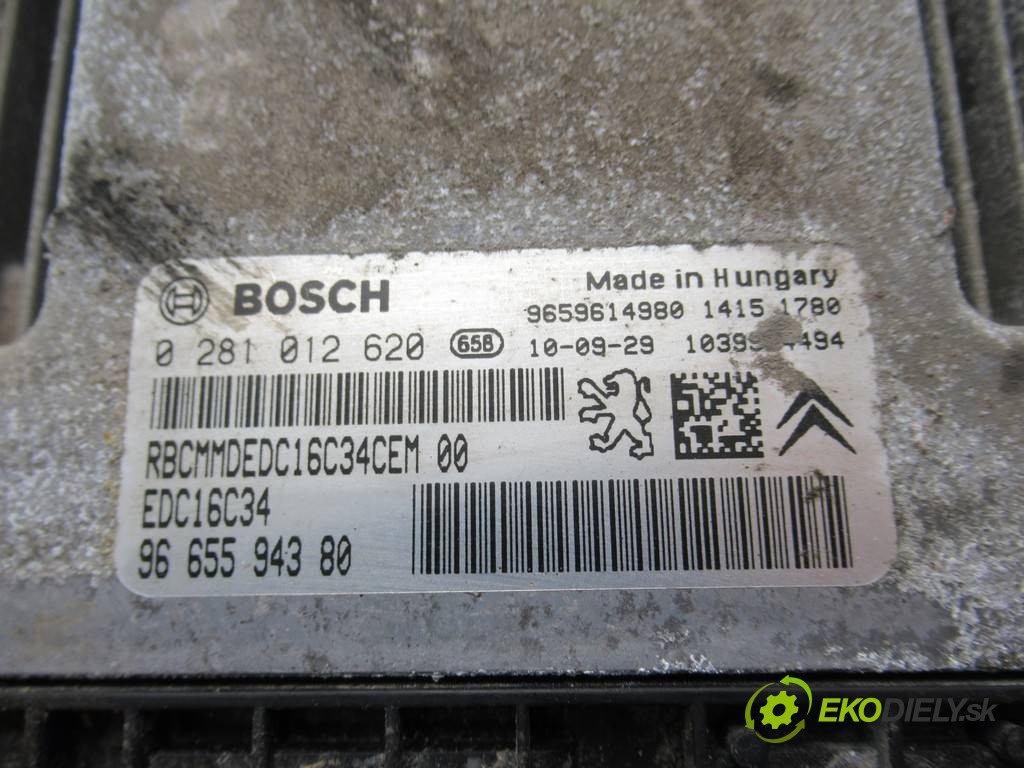 BOSCH
Made in Hungary
9659614980 1415 1780
0 281 012 620 658
10-09-29
RBCMMDEDC16C34CEM 00
EDC16C34
96 655 943 80
EKODIELY.sk